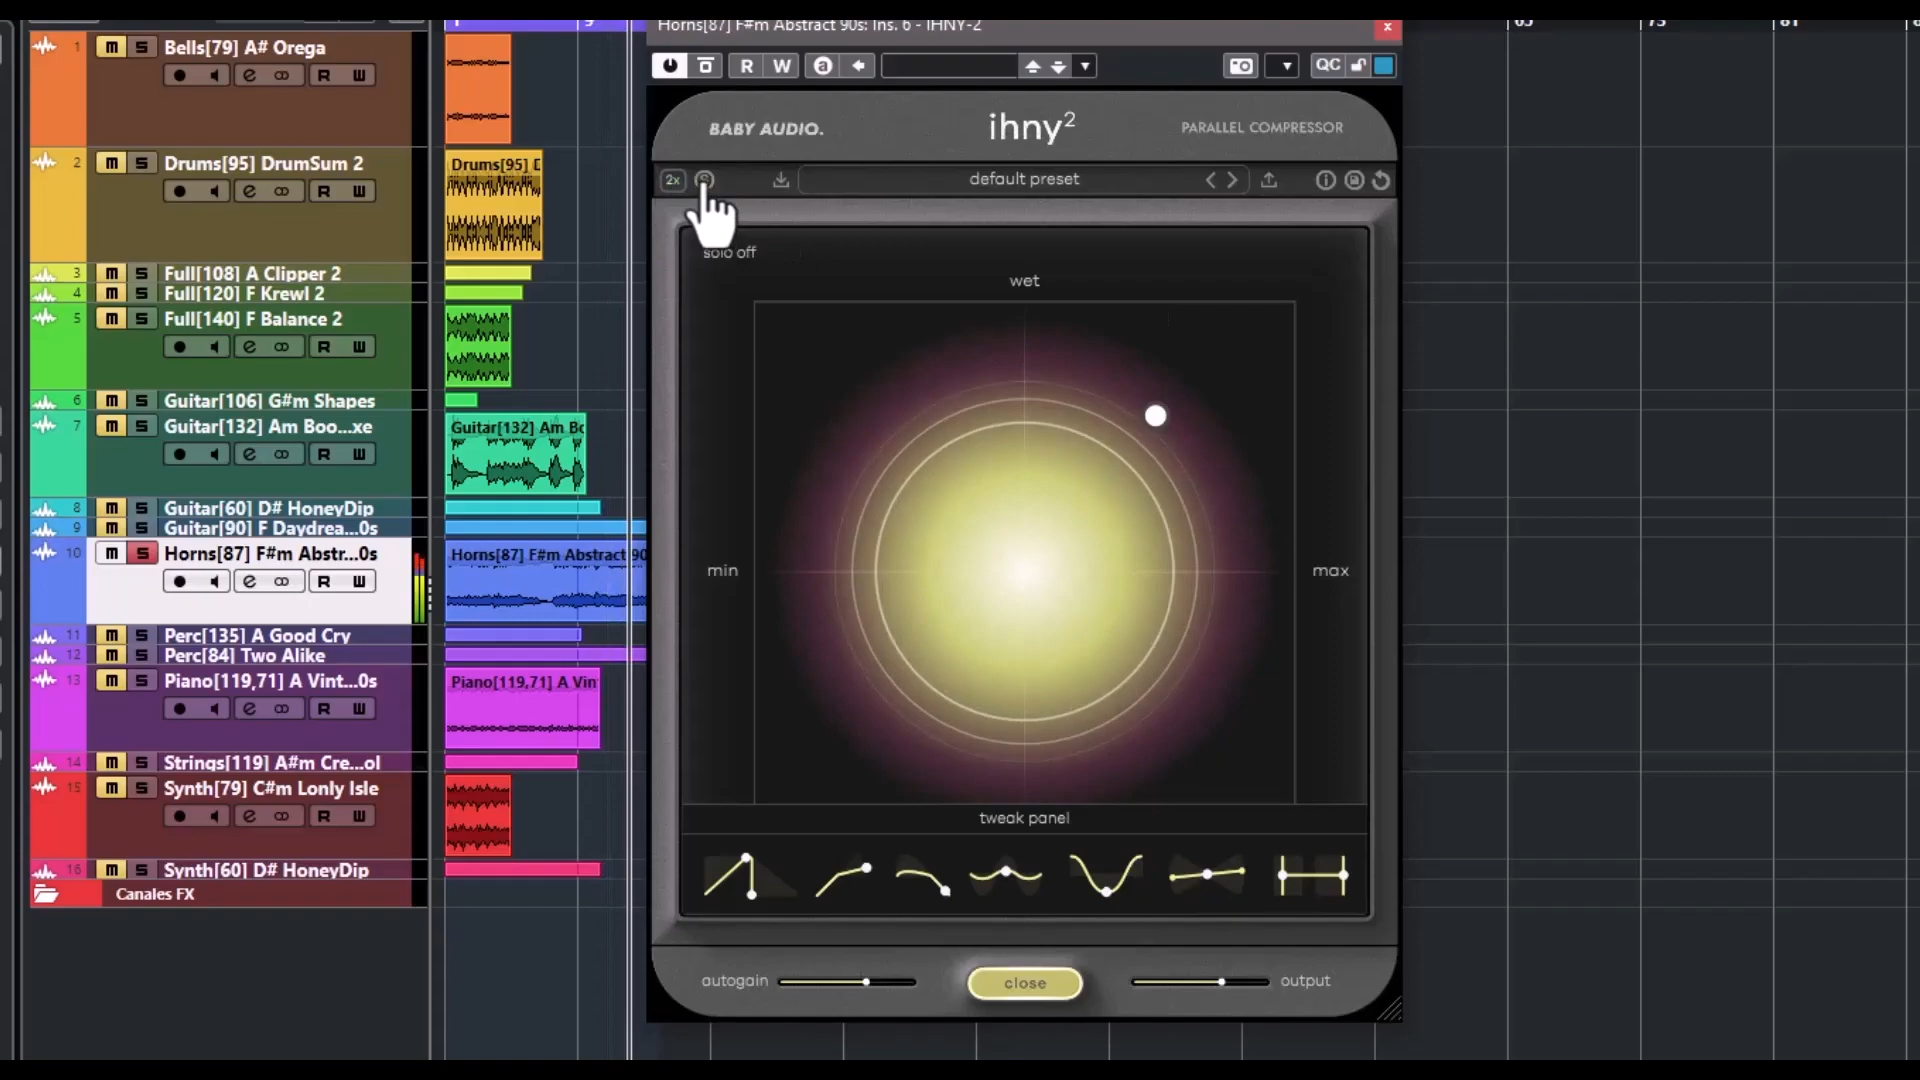 Horns[87] F#m Abstract 90s: Ins. 6 - IHNY-2
1 m S Bells[79] A# Orega
R W
2 m S Drums[95] DrumSum 2
R W
3 m S Full[108] A Clipper 2
4 m S Full[120] F Krewl 2
5 m S Full[140] F Balance 2
R W
6 m S Guitar[106] G#m Shapes
7 m S Guitar[132] Am Boo...xe
R W
8 m S Guitar[60] D# HoneyDip
9 m S Guitar[90] F Daydrea...0s
10 m S Horns[87] F#m Abstr...0s
R W
11 m S Perc[135] A Good Cry
12 m S Perc[84] Two Alike
13 m S Piano[119,71] A Vint...0s
R W
14 m S Strings[119] A#m Cre...ol
15 m S Synth[79] C#m Lonly Isle
R W
16 m S Synth[60] D# HoneyDip
Canales FX
Drums[95] D
Guitar[132] Am Bo
Horns[87] F#m Abstract 90
Piano[119,71] A Vin
R W a QC
BABY AUDIO.
ihny2
PARALLEL COMPRESSOR
2x S default preset
solo off
wet
min
max
tweak panel
autogain
close
output
65 73 81